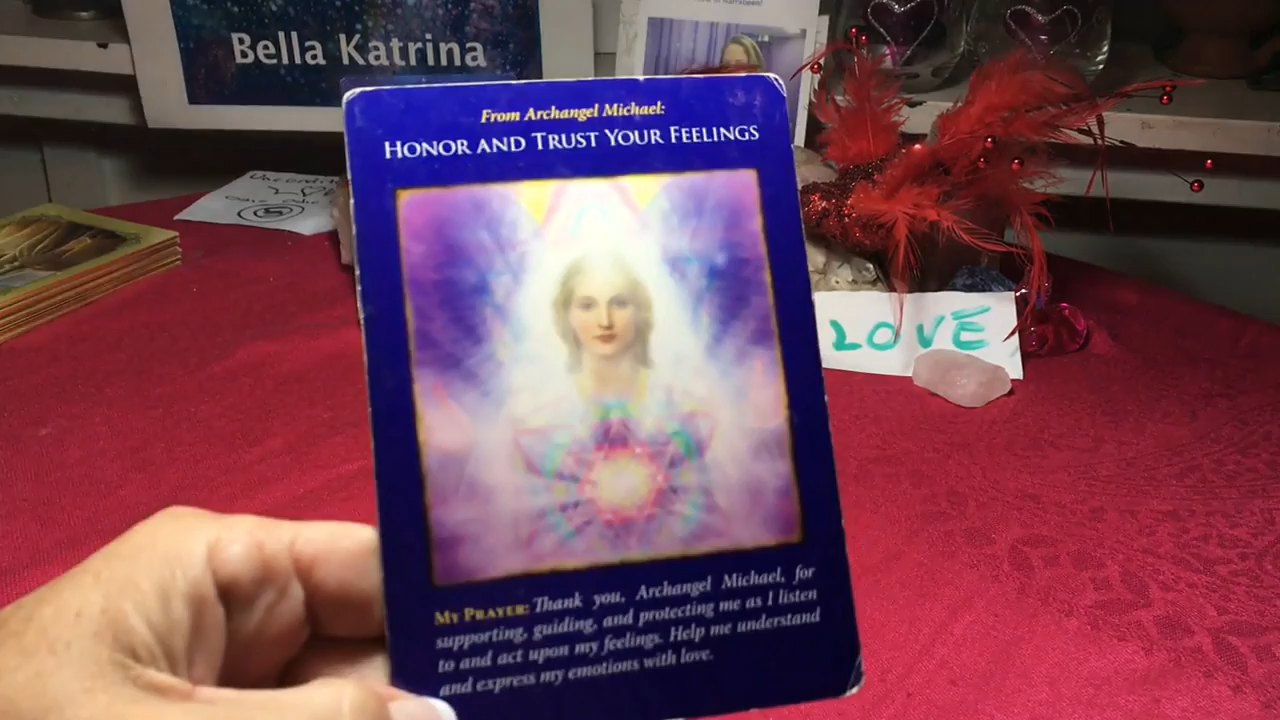 Bella Katrina
From Archangel Michael:
HONOR AND TRUST YOUR FEELINGS
MY PRAYER: Thank you, Archangel Michael, for
supporting, guiding, and protecting me as I listen
to and act upon my feelings. Help me understand
and express my emotions with love.
LOVE